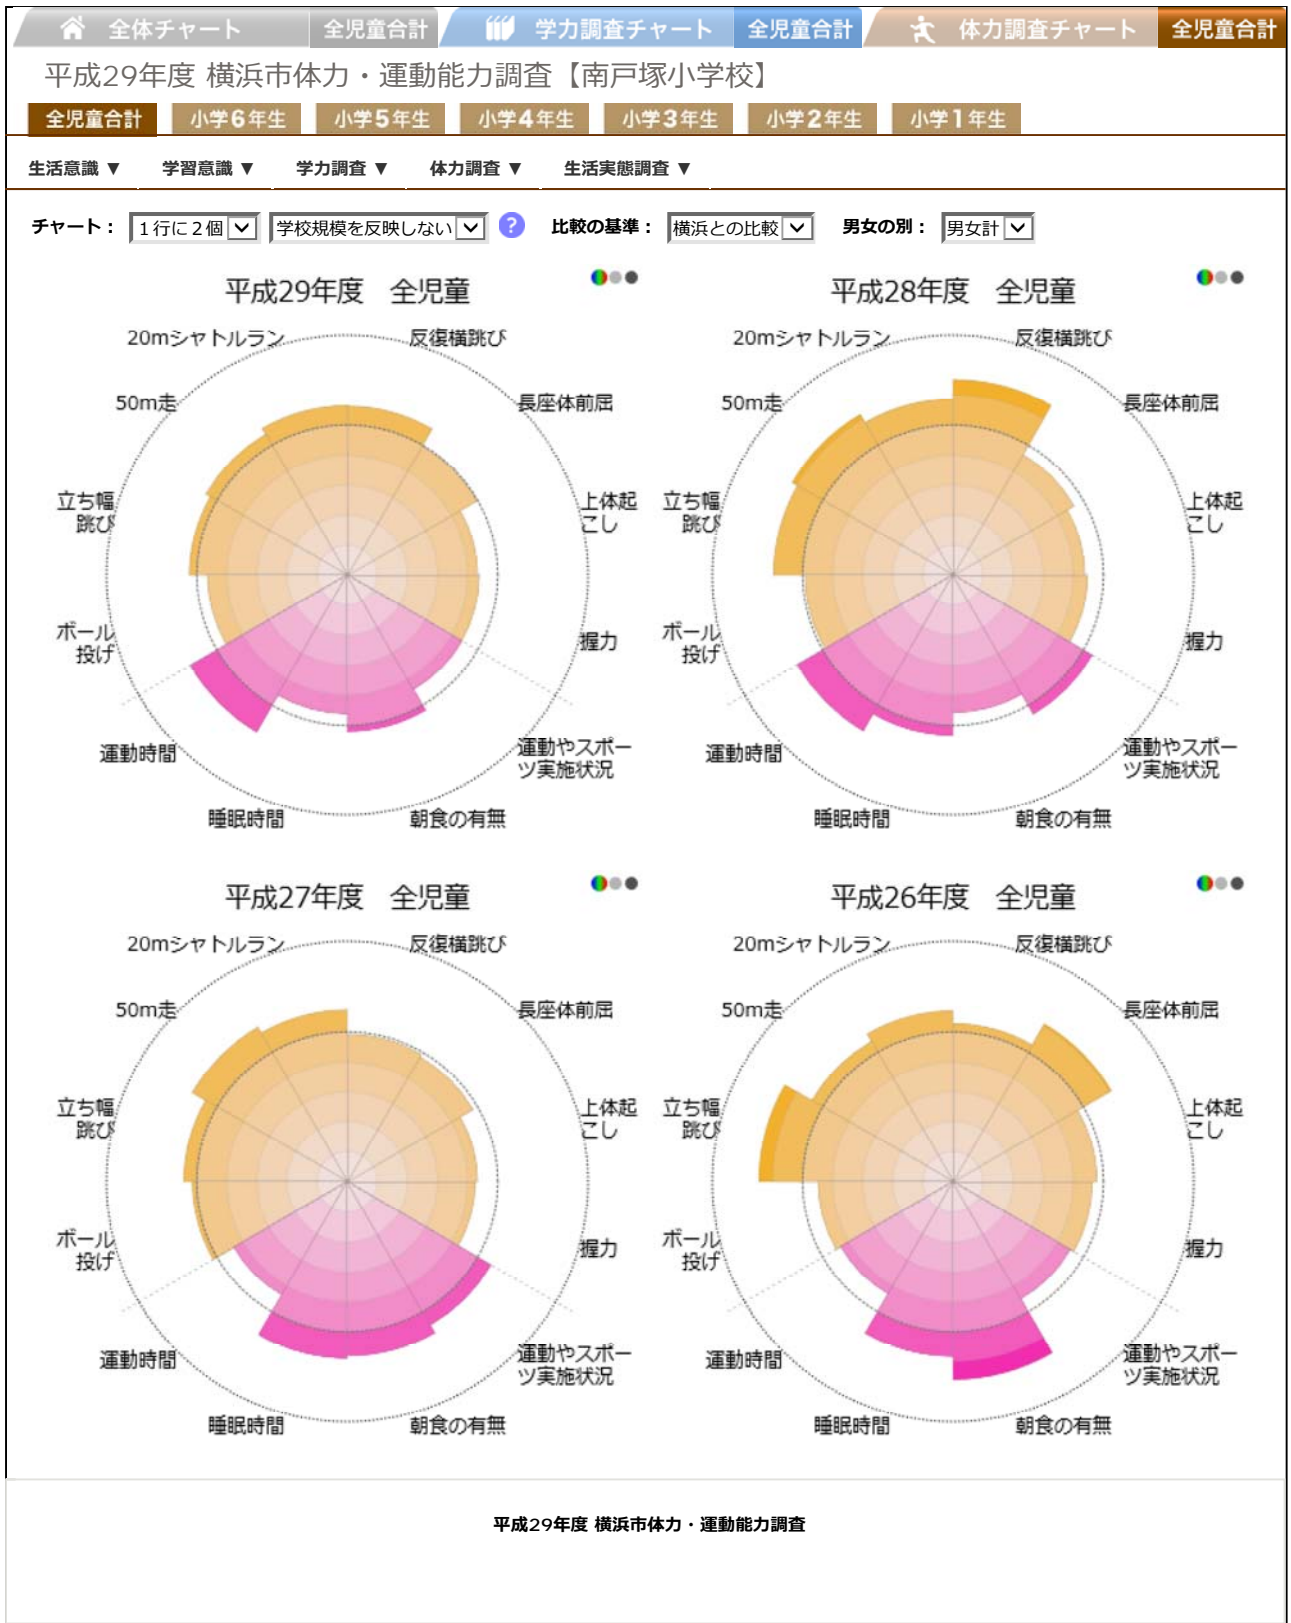 全体チャート 全児童合計 学力調査チャート 全児童合計 体力調査チャート 全児童合計
平成29年度 横浜市体力・運動能力調査【南戸塚小学校】
全児童合計 小学6年生 小学5年生 小学4年生 小学3年生 小学2年生 小学1年生
生活意識 ▼ 学習意識 ▼ 学力調査 ▼ 体力調査 ▼ 生活実態調査 ▼
チャート： 1行に2個 学校規模を反映しない ? 比較の基準： 横浜との比較 男女の別： 男女計
平成29年度 全児童
20mシャトルラン
反復横跳び
50m走
長座体前屈
立ち幅
跳び
上体起
こし
ボール
投げ
握力
運動時間
運動やスポー
ツ実施状況
睡眠時間
朝食の有無
平成28年度 全児童
20mシャトルラン
反復横跳び
50m走
長座体前屈
立ち幅
跳び
上体起
こし
ボール
投げ
握力
運動時間
運動やスポー
ツ実施状況
睡眠時間
朝食の有無
平成27年度 全児童
20mシャトルラン
反復横跳び
50m走
長座体前屈
立ち幅
跳び
上体起
こし
ボール
投げ
握力
運動時間
運動やスポー
ツ実施状況
睡眠時間
朝食の有無
平成26年度 全児童
20mシャトルラン
反復横跳び
50m走
長座体前屈
立ち幅
跳び
上体起
こし
ボール
投げ
握力
運動時間
運動やスポー
ツ実施状況
睡眠時間
朝食の有無
平成29年度 横浜市体力・運動能力調査